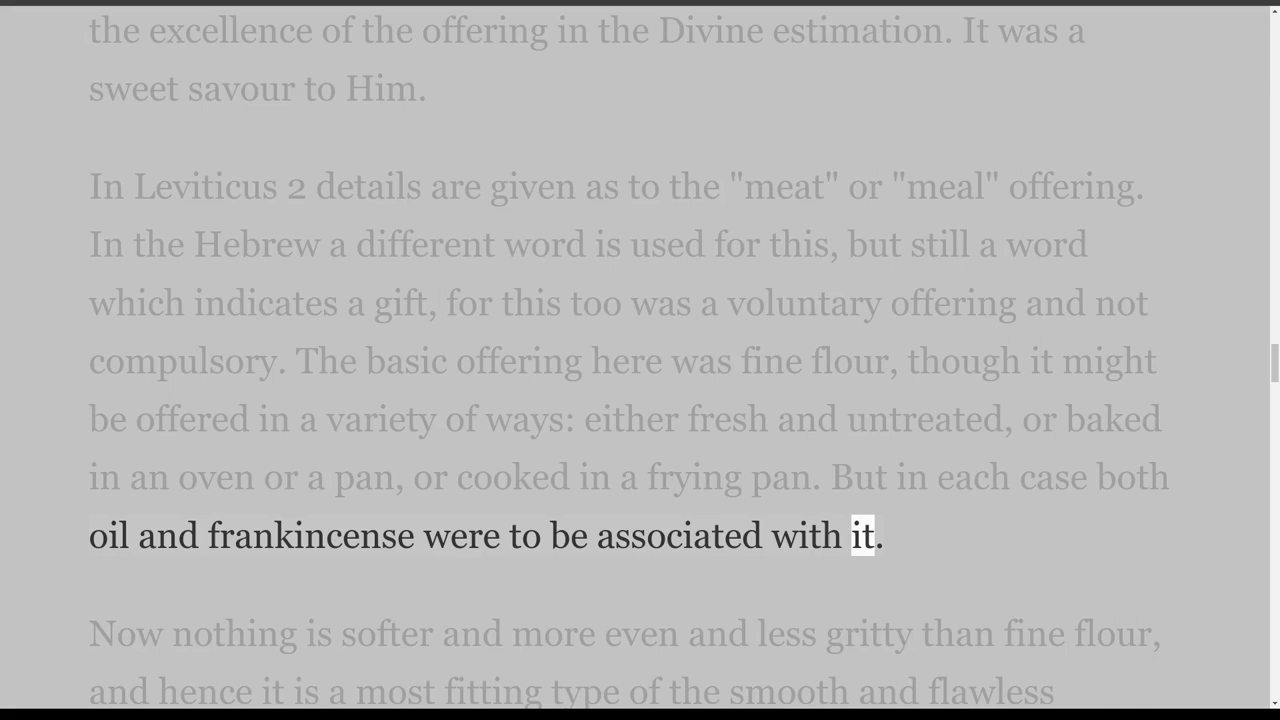 the excellence of the offering in the Divine estimation. It was a
sweet savour to Him.
In Leviticus 2 details are given as to the "meat" or "meal" offering.
In the Hebrew a different word is used for this, but still a word
which indicates a gift, for this too was a voluntary offering and not
compulsory. The basic offering here was fine flour, though it might
be offered in a variety of ways: either fresh and untreated, or baked
in an oven or a pan, or cooked in a frying pan. But in each case both
oil and frankincense were to be associated with it.
Now nothing is softer and more even and less gritty than fine flour,
and hence it is a most fitting type of the smooth and flawless